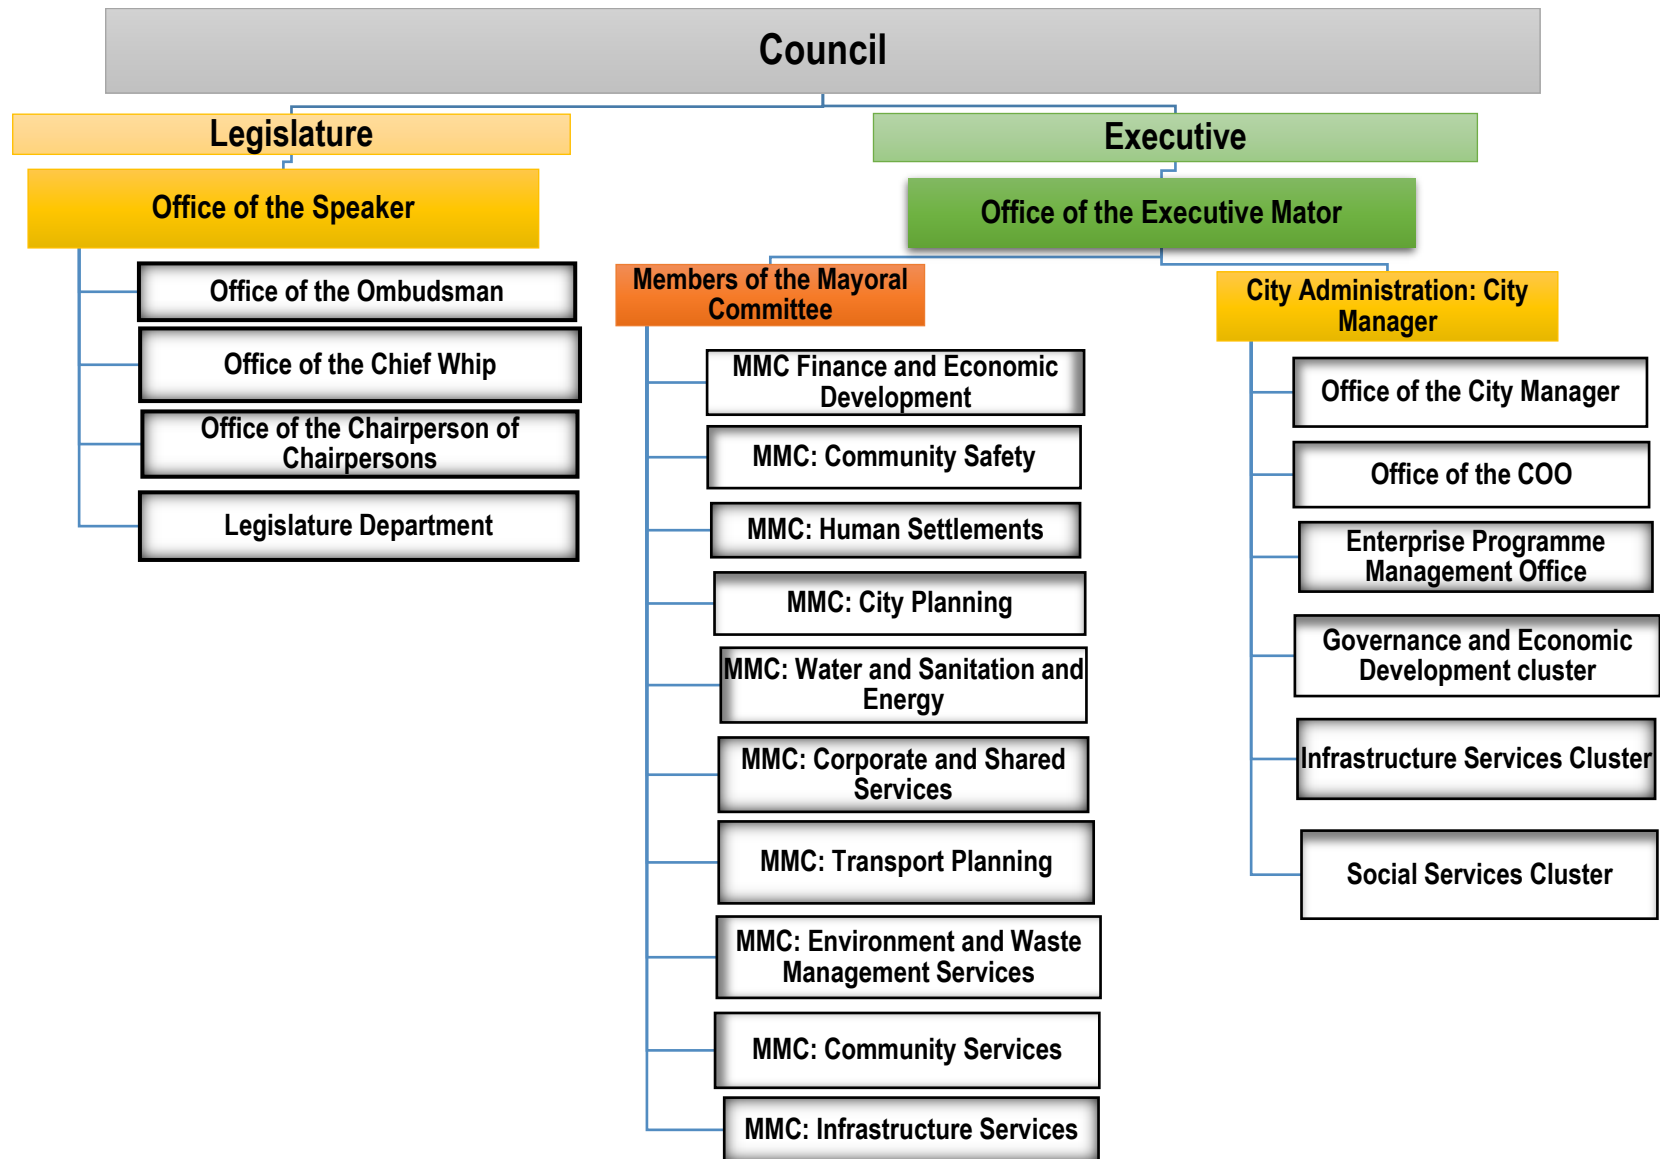 Council
Legislature
Executive
Office of the Speaker
Office of the Executive Mator
Office of the Ombudsman
Office of the Chief Whip
Office of the Chairperson of
Chairpersons
Legislature Department
Members of the Mayoral
Committee
MMC Finance and Economic
Development
MMC: Community Safety
MMC: Human Settlements
MMC: City Planning
MMC: Water and Sanitation and
Energy
MMC: Corporate and Shared
Services
MMC: Transport Planning
MMC: Environment and Waste
Management Services
MMC: Community Services
MMC: Infrastructure Services
City Administration: City
Manager
Office of the City Manager
Office of the COO
Enterprise Programme
Management Office
Governance and Economic
Development cluster
Infrastructure Services Cluster
Social Services Cluster